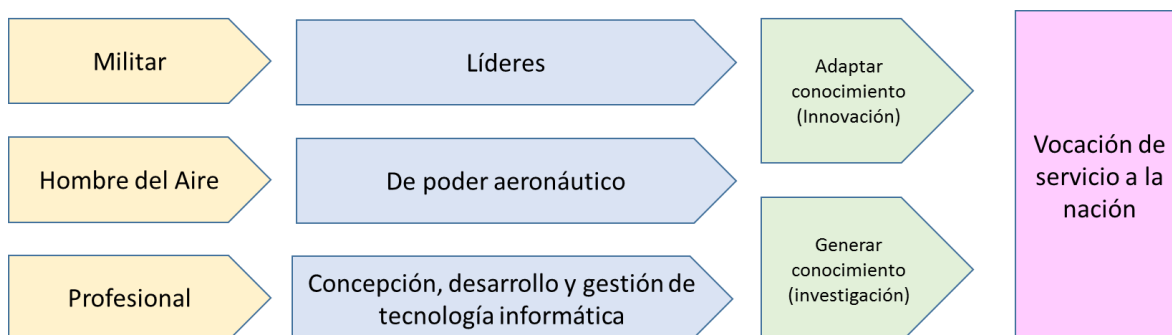 Militar
Líderes
Adaptar
conocimiento
(Innovación)
Hombre del Aire
De poder aeronáutico
Profesional
Concepción, desarrollo y gestión de
tecnología informática
Generar
conocimiento
(investigación)
Vocación de
servicio a la
nación